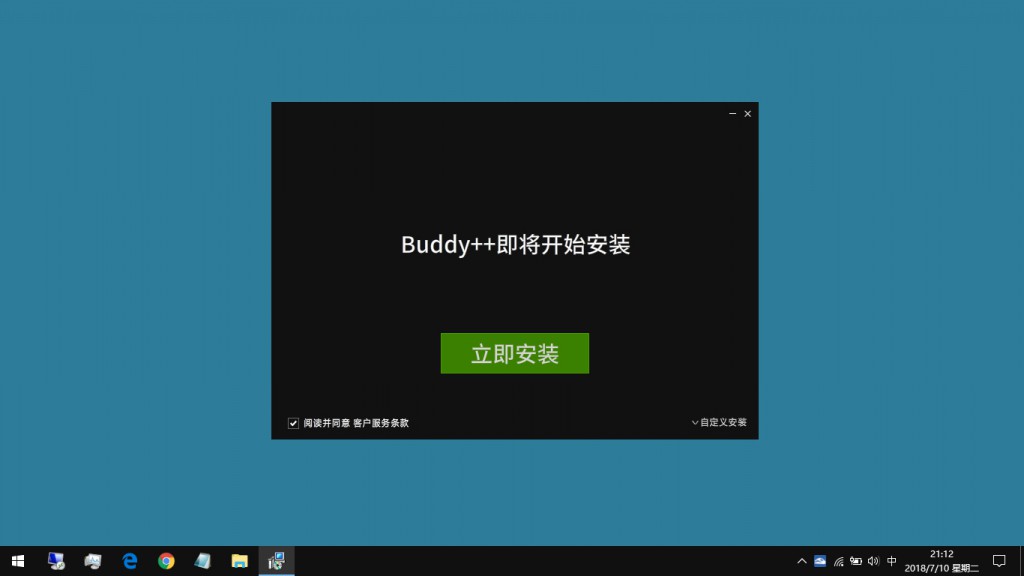 Buddy++即将开始安装
立即安装
阅读并同意 客户服务条款
自定义安装
中
21:12
2018/7/10 星期二